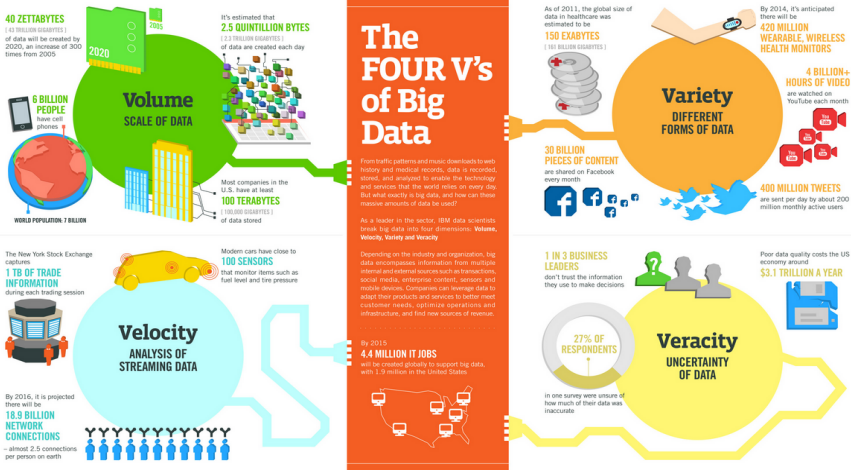 40 ZETTABYTES
[ 43 TRILLION GIGABYTES ]
of data will be created by
2020, an increase of 300
times from 2005
2005
2020
It's estimated that
2.5 QUINTILLION BYTES
[ 2.3 TRILLION GIGABYTES ]
of data are created each day
6 BILLION
PEOPLE
have cell
phones
Volume
SCALE OF DATA
WORLD POPULATION: 7 BILLION
Most companies in the
U.S. have at least
100 TERABYTES
[ 100,000 GIGABYTES ]
of data stored
The New York Stock Exchange
captures
1 TB OF TRADE
INFORMATION
during each trading session
Modern cars have close to
100 SENSORS
that monitor items such as
fuel level and tire pressure
Velocity
ANALYSIS OF
STREAMING DATA
By 2016, it is projected
there will be
18.9 BILLION
NETWORK
CONNECTIONS
– almost 2.5 connections
per person on earth
The
FOUR V's
of Big
Data
From traffic patterns and music downloads to web
history and medical records, data is recorded,
stored, and analyzed to enable the technology
and services that the world relies on every day.
But what exactly is big data, and how can these
massive amounts of data be used?
As a leader in the sector, IBM data scientists
break big data into four dimensions: Volume,
Velocity, Variety and Veracity
Depending on the industry and organization, big
data encompasses information from multiple
internal and external sources such as transactions,
social media, enterprise content, sensors and
mobile devices. Companies can leverage data to
adapt their products and services to better meet
customer needs, optimize operations and
infrastructure, and find new sources of revenue.
By 2015
4.4 MILLION IT JOBS
will be created globally to support big data,
with 1.9 million in the United States
As of 2011, the global size of
data in healthcare was
estimated to be
150 EXABYTES
[ 161 BILLION GIGABYTES ]
By 2014, it's anticipated
there will be
420 MILLION
WEARABLE, WIRELESS
HEALTH MONITORS
4 BILLION+
HOURS OF VIDEO
are watched on
YouTube each month
You
Tube
You
Tube
You
Tube
You
Tube
Variety
DIFFERENT
FORMS OF DATA
30 BILLION
PIECES OF CONTENT
are shared on Facebook
every month
400 MILLION TWEETS
are sent per day by about 200
million monthly active users
1 IN 3 BUSINESS
LEADERS
don't trust the information
they use to make decisions
?
Poor data quality costs the US
economy around
$3.1 TRILLION A YEAR
27% OF
RESPONDENTS
in one survey were unsure of
how much of their data was
inaccurate
Veracity
UNCERTAINTY
OF DATA